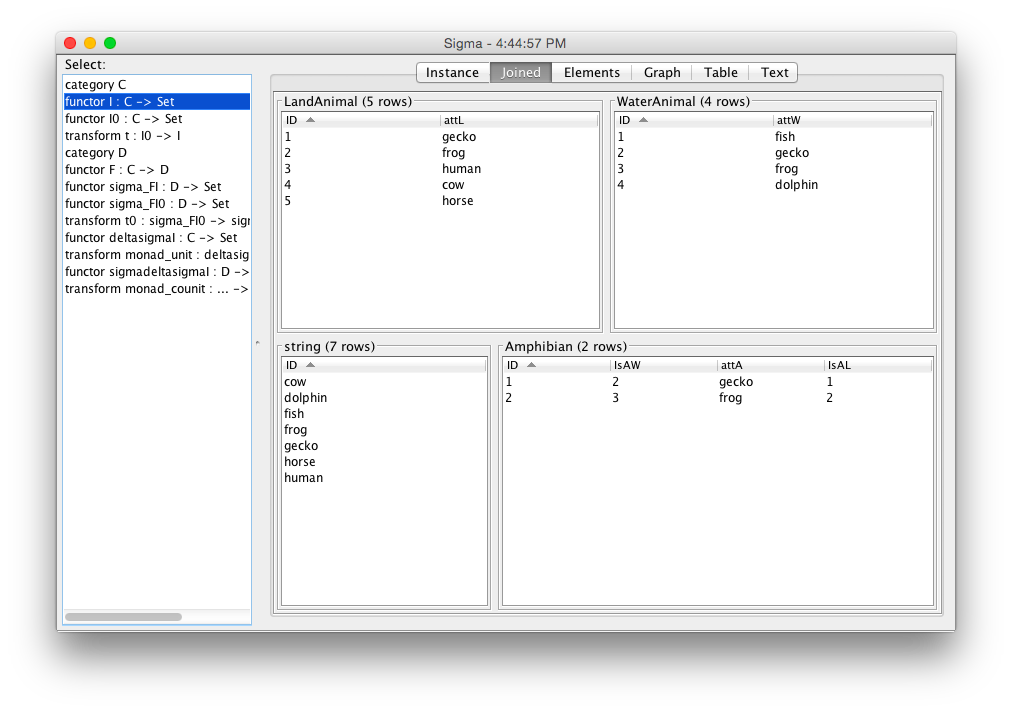 Sigma - 4:44:57 PM
Select:
category C
functor I : C -> Set
functor I0 : C -> Set
transform t : I0 -> I
category D
functor F : C -> D
functor sigma_FI : D -> Set
functor sigma_FI0 : D -> Set
transform t0 : sigma_FI0 -> sigr
functor deltasigmaI : C -> Set
transform monad_unit : deltasig
functor sigmadeltasigmaI : D ->
transform monad_counit : ... ->
Instance Joined Elements Graph Table Text
LandAnimal (5 rows)
ID attL
1 gecko
2 frog
3 human
4 cow
5 horse
WaterAnimal (4 rows)
ID attW
1 fish
2 gecko
3 frog
4 dolphin
string (7 rows)
ID
cow
dolphin
fish
frog
gecko
horse
human
Amphibian (2 rows)
ID IsAW attA IsAL
1 2 gecko 1
2 3 frog 2